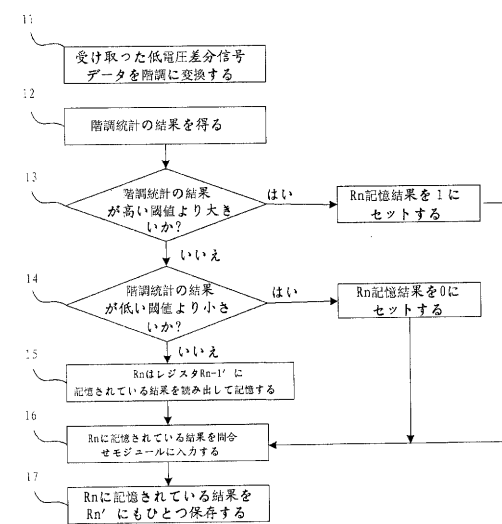 11
受け取った低電圧差分信号
データを階調に変換する
12
階調統計の結果を得る
13
階調統計の結果
が高い閾値より大き
いか?
はい
Rn記憶結果を1に
セットする
いいえ
14
階調統計の結果
が低い閾値より小さ
いか?
はい
Rn記憶結果を0に
セットする
いいえ
15
RnはレジスタRn-1′に
記憶されている結果を読み出して記憶する
16
Rnに記憶されている結果を問合
せモジュールに入力する
17
Rnに記憶されている結果を
Rn′にもひとつ保存する